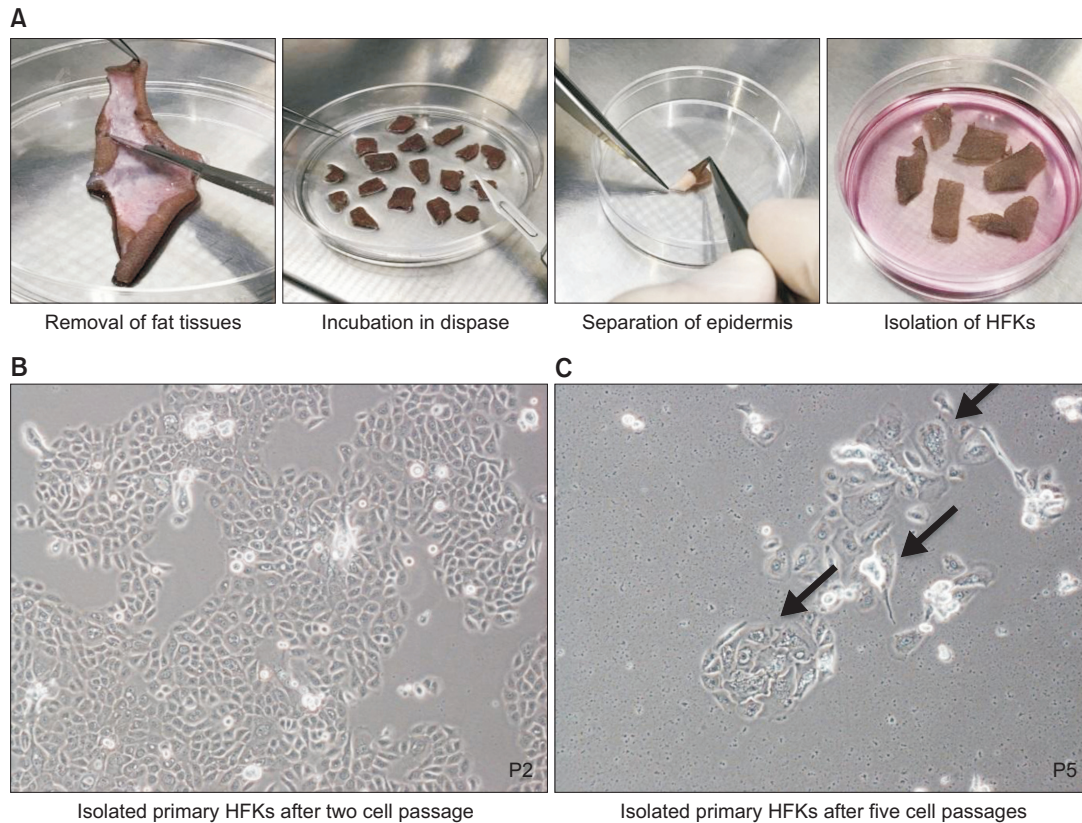 A
Removal of fat tissues
Incubation in dispase
Separation of epidermis
Isolation of HFKs
B
C
P2
P5
Isolated primary HFKs after two cell passage
Isolated primary HFKs after five cell passages